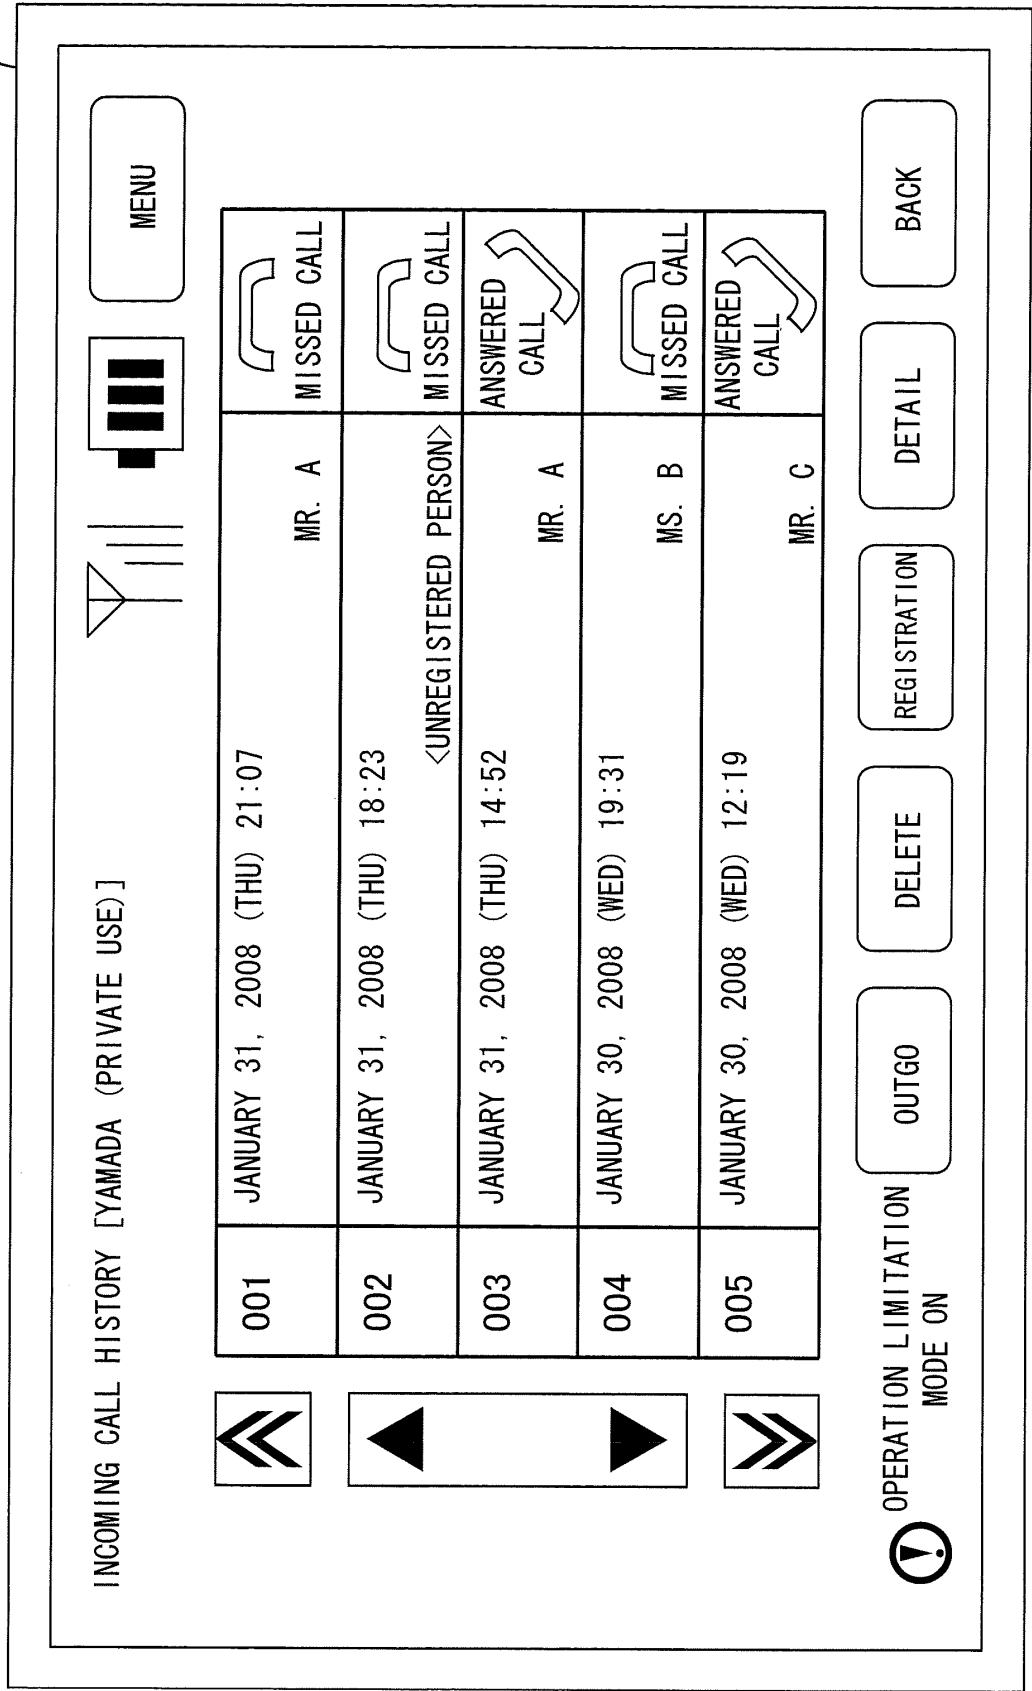 INCOMING CALL HISTORY [YAMADA (PRIVATE USE)]
MENU
001
JANUARY 31, 2008 (THU) 21:07
MR. A
MISSED CALL
002
JANUARY 31, 2008 (THU) 18:23
<UNREGISTERED PERSON>
MISSED CALL
003
JANUARY 31, 2008 (THU) 14:52
MR. A
ANSWERED
CALL
004
JANUARY 30, 2008 (WED) 19:31
MS. B
MISSED CALL
005
JANUARY 30, 2008 (WED) 12:19
MR. C
ANSWERED
CALL
OPERATION LIMITATION
MODE ON
OUTGO
DELETE
REGISTRATION
DETAIL
BACK